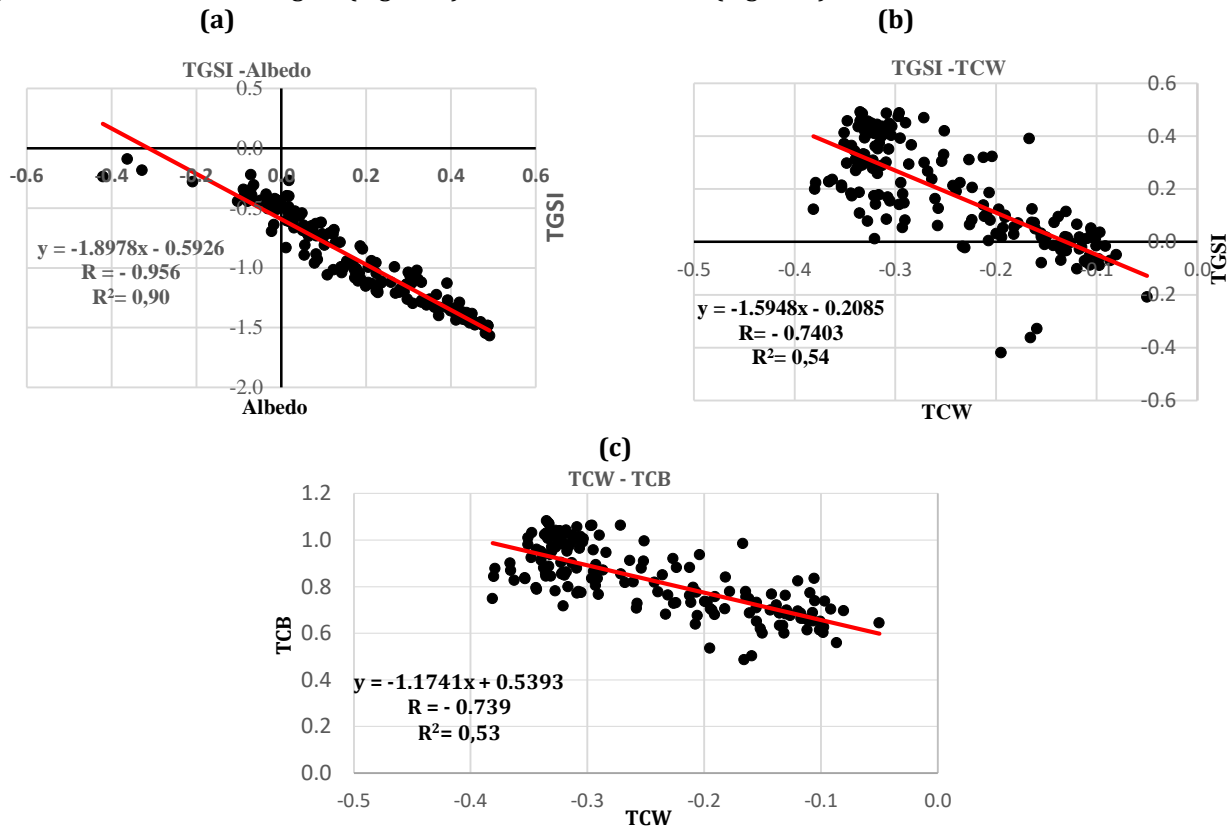 (a)
(b)
TGSI -Albedo
0.5
0.0
-0.5
-1.0
-1.5
-2.0
-0.6
-0.4
-0.2
0.0
0.2
0.4
0.6
y = -1.8978x - 0.5926
R = - 0.956
R²= 0,90
Albedo
TGSI
TGSI -TCW
0.6
0.4
0.2
0.0
-0.2
-0.4
-0.6
-0.5
-0.4
-0.3
-0.2
-0.1
0.0
y = -1.5948x - 0.2085
R= - 0.7403
R²= 0,54
TCW
TGSI
(c)
TCW - TCB
1.2
1.0
0.8
0.6
0.4
0.2
0.0
TCB
y = -1.1741x + 0.5393
R = - 0.739
R²= 0,53
-0.5
-0.4
-0.3
-0.2
-0.1
0.0
TCW